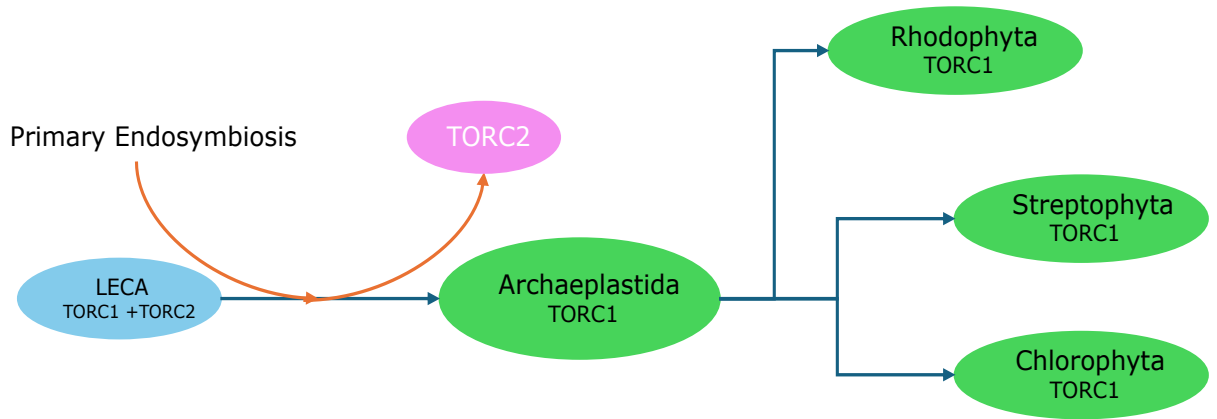 Rhodophyta
TORC1
Primary Endosymbiosis
TORC2
Streptophyta
TORC1
LECA
TORC1 +TORC2
Archaeplastida
TORC1
Chlorophyta
TORC1